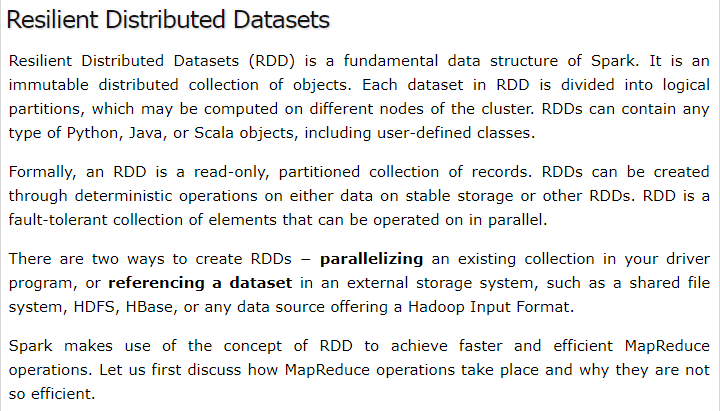 Resilient Distributed Datasets
Resilient Distributed Datasets (RDD) is a fundamental data structure of Spark. It is an
immutable distributed collection of objects. Each dataset in RDD is divided into logical
partitions, which may be computed on different nodes of the cluster. RDDs can contain any
type of Python, Java, or Scala objects, including user-defined classes.
Formally, an RDD is a read-only, partitioned collection of records. RDDs can be created
through deterministic operations on either data on stable storage or other RDDs. RDD is a
fault-tolerant collection of elements that can be operated on in parallel.
There are two ways to create RDDs − parallelizing an existing collection in your driver
program, or referencing a dataset in an external storage system, such as a shared file
system, HDFS, HBase, or any data source offering a Hadoop Input Format.
Spark makes use of the concept of RDD to achieve faster and efficient MapReduce
operations. Let us first discuss how MapReduce operations take place and why they are not
so efficient.